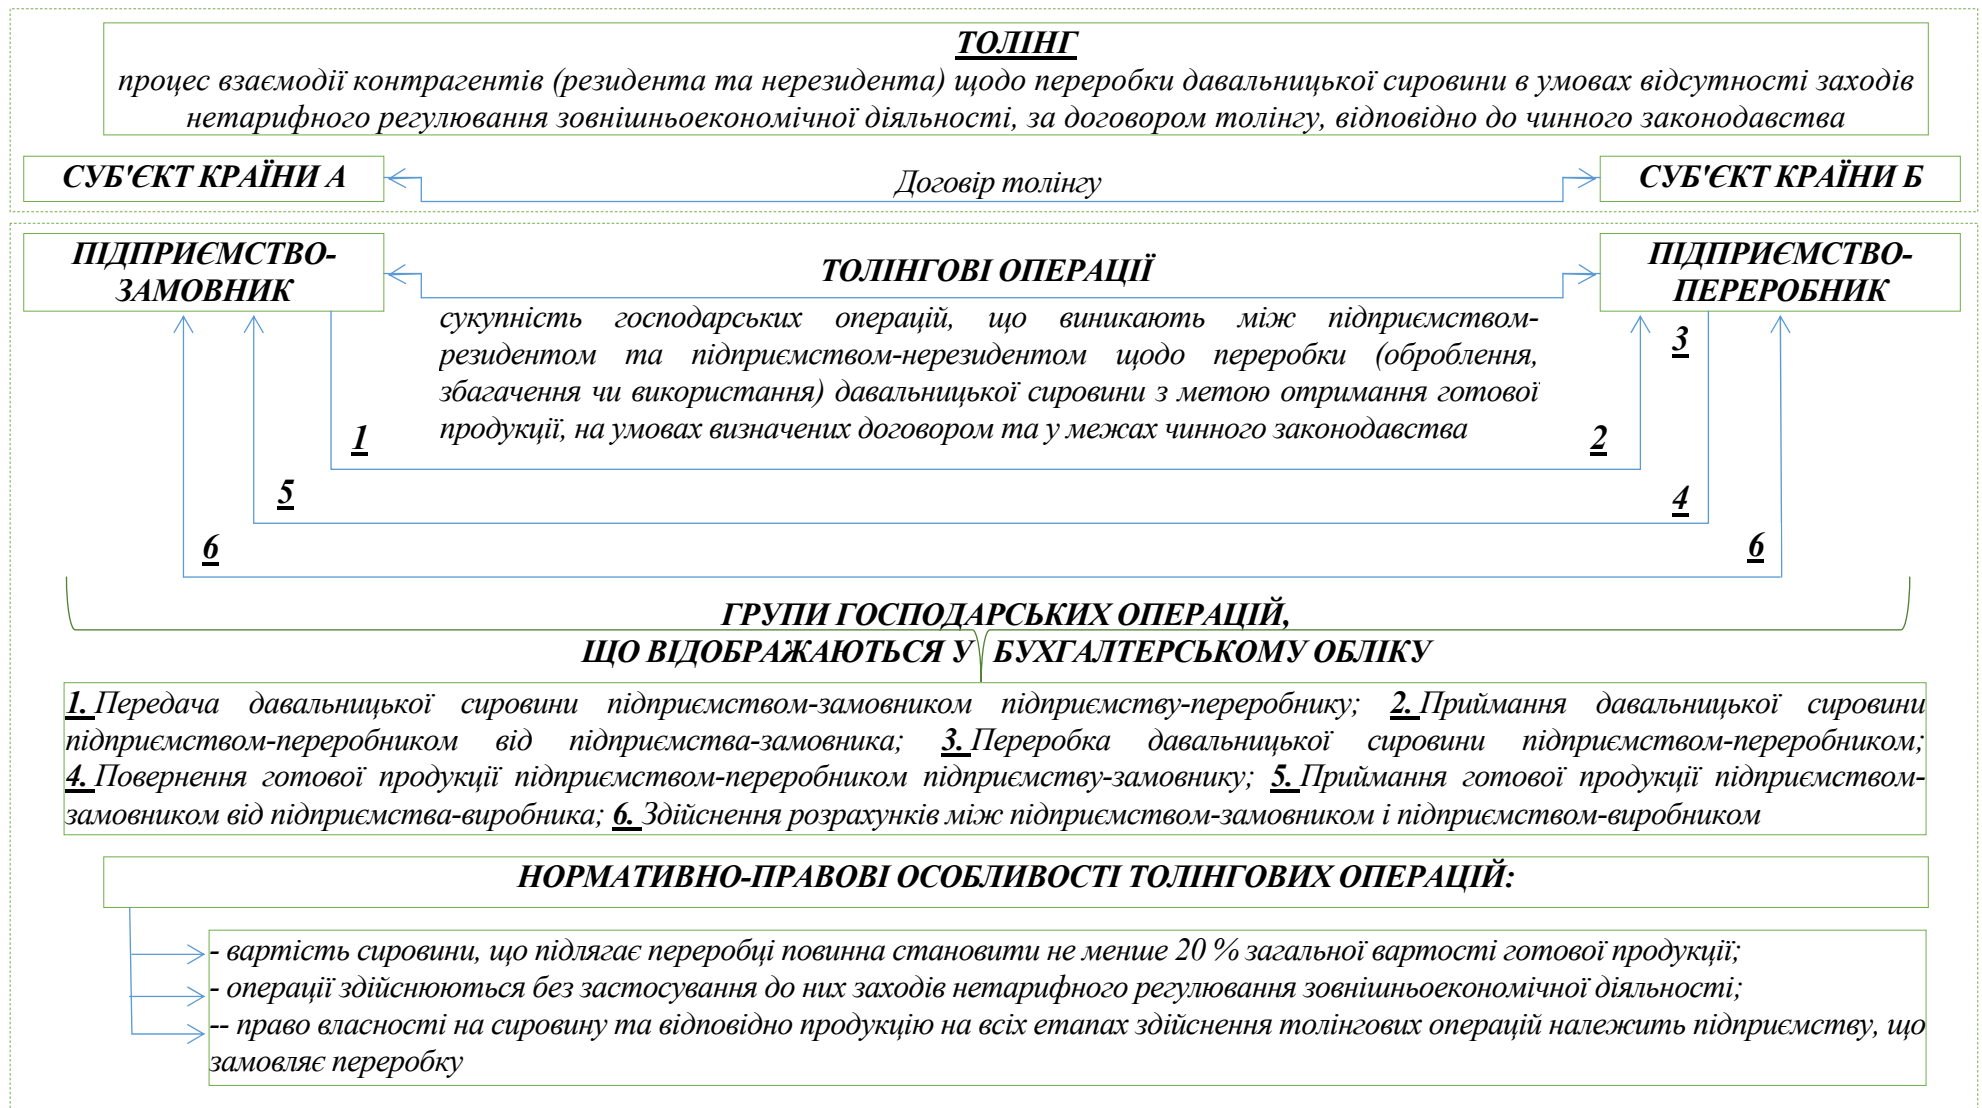 ТОЛІНГ
процес взаємодії контрагентів (резидента та нерезидента) щодо переробки давальницької сировини в умовах відсутності заходів
нетарифного регулювання зовнішньоекономічної діяльності, за договором толінгу, відповідно до чинного законодавства
СУБ'ЄКТ КРАЇНИ А
Договір толінгу
СУБ'ЄКТ КРАЇНИ Б
ПІДПРИЄМСТВО-
ЗАМОВНИК
ТОЛІНГОВІ ОПЕРАЦІЇ
ПІДПРИЄМСТВО-
ПЕРЕРОБНИК
сукупність господарських операцій, що виникають між підприємством-
резидентом та підприємством-нерезидентом щодо переробки (оброблення,
збагачення чи використання) давальницької сировини з метою отримання готової
продукції, на умовах визначених договором та у межах чинного законодавства
3
1
2
5
4
6
6
ГРУПИ ГОСПОДАРСЬКИХ ОПЕРАЦІЙ,
ЩО ВІДОБРАЖАЮТЬСЯ У БУХГАЛТЕРСЬКОМУ ОБЛІКУ
1. Передача давальницької сировини підприємством-замовником підприємству-переробнику; 2. Приймання давальницької сировини
підприємством-переробником від підприємства-замовника; 3. Переробка давальницької сировини підприємством-переробником;
4. Повернення готової продукції підприємством-переробником підприємству-замовнику; 5. Приймання готової продукції підприємством-
замовником від підприємства-виробника; 6. Здійснення розрахунків між підприємством-замовником і підприємством-виробником
НОРМАТИВНО-ПРАВОВІ ОСОБЛИВОСТІ ТОЛІНГОВИХ ОПЕРАЦІЙ:
- вартість сировини, що підлягає переробці повинна становити не менше 20 % загальної вартості готової продукції;
- операції здійснюються без застосування до них заходів нетарифного регулювання зовнішньоекономічної діяльності;
-- право власності на сировину та відповідно продукцію на всіх етапах здійснення толінгових операцій належить підприємству, що
замовляє переробку